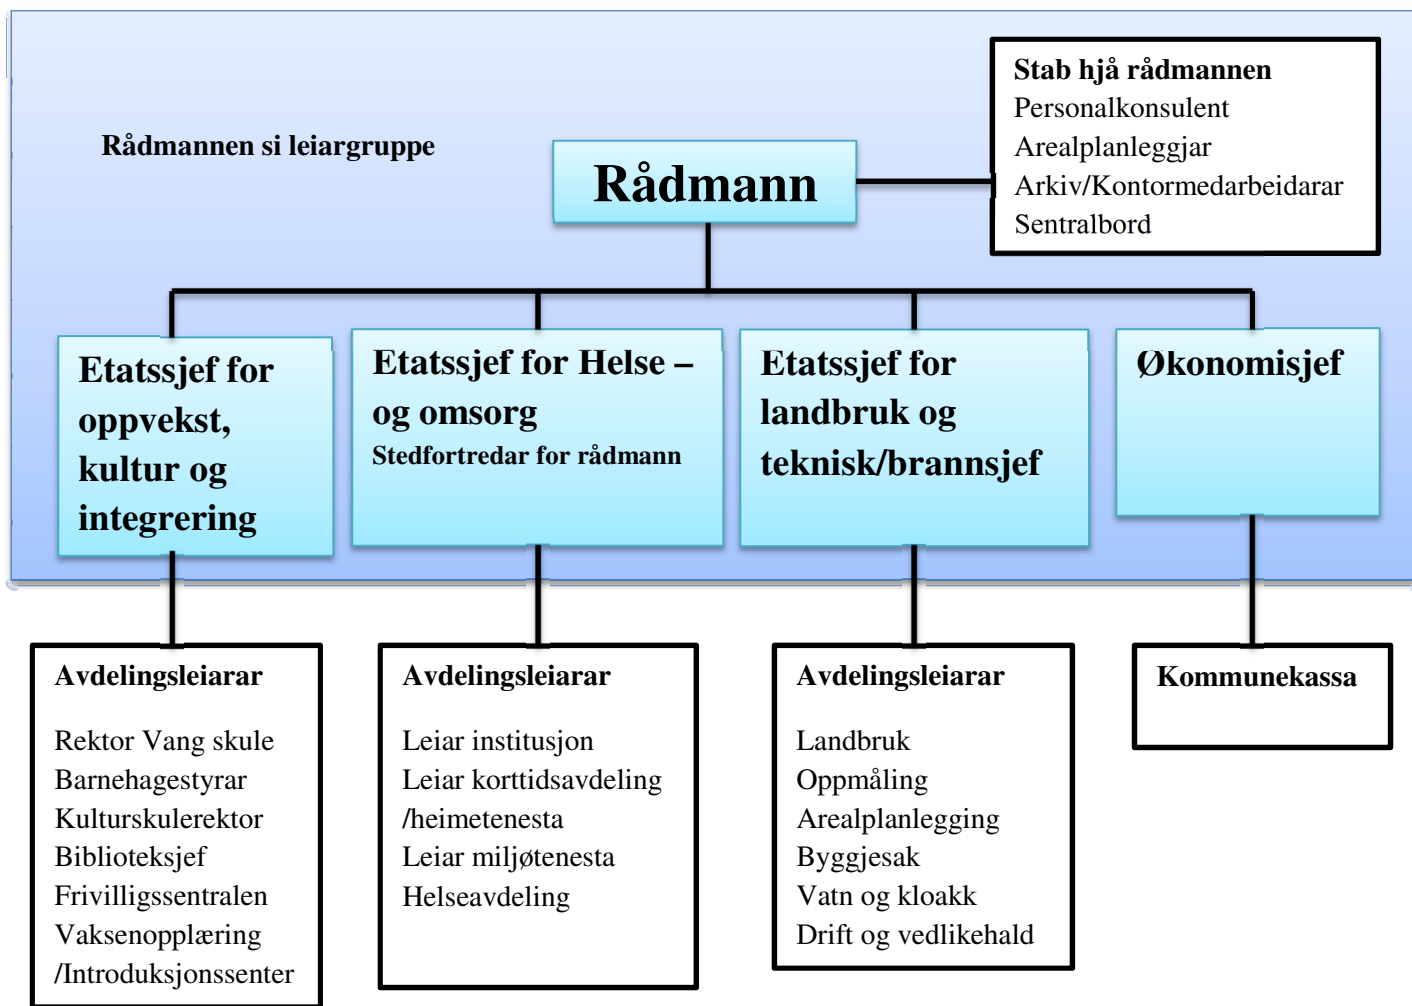 Stab hjå rådmannen
Personalkonsulent
Arealplanleggjar
Arkiv/Kontormedarbeidarar
Sentralbord
Rådmannen si leiargruppe
Rådmann
Etatssjef for
oppvekst,
kultur og
integrering
Etatssjef for Helse –
og omsorg
Stedfortredar for rådmann
Etatssjef for
landbruk og
teknisk/brannsjef
Økonomisjef
Avdelingsleiarar
Rektor Vang skule
Barnehagestyrar
Kulturskulerektor
Biblioteksjef
Frivilligssentralen
Vaksenopplæring
/Introduksjonssenter
Avdelingsleiarar
Leiar institusjon
Leiar korttidsavdeling
/heimetenesta
Leiar miljøtenesta
Helseavdeling
Avdelingsleiarar
Landbruk
Oppmåling
Arealplanlegging
Byggjesak
Vatn og kloakk
Drift og vedlikehald
Kommunekassa